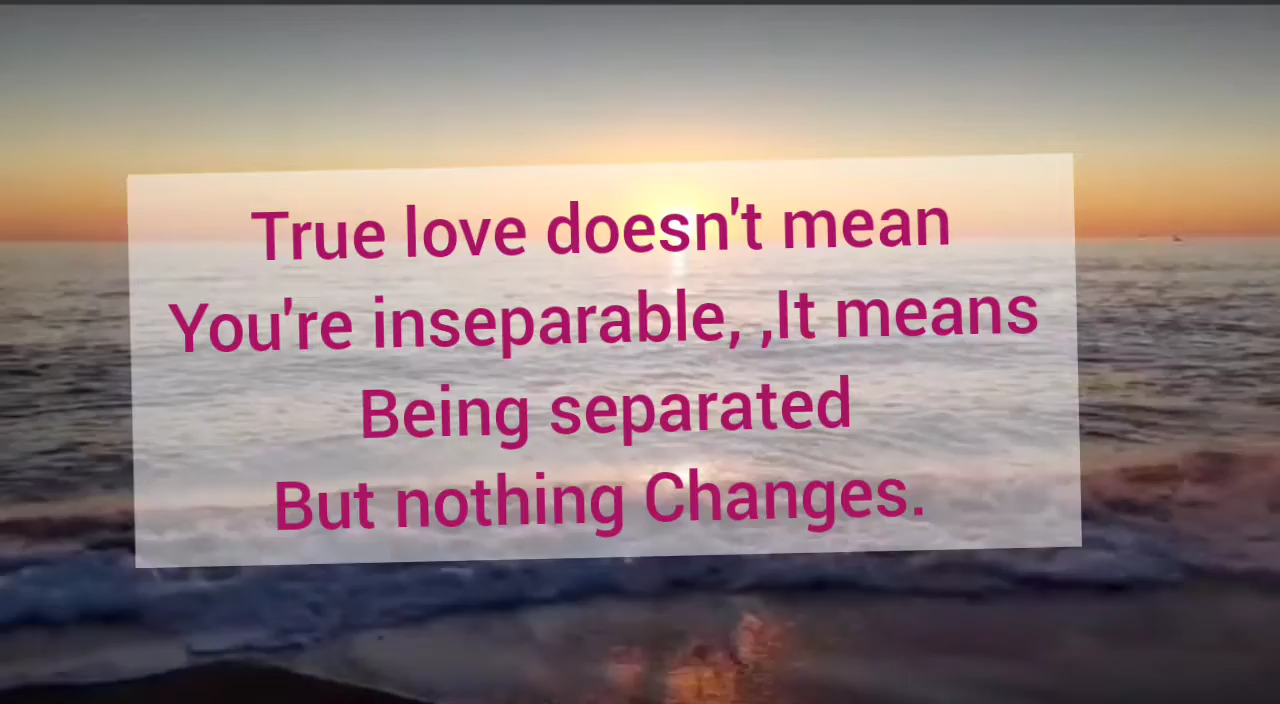 True love doesn't mean
You're inseparable, ,It means
Being separated
But nothing Changes.